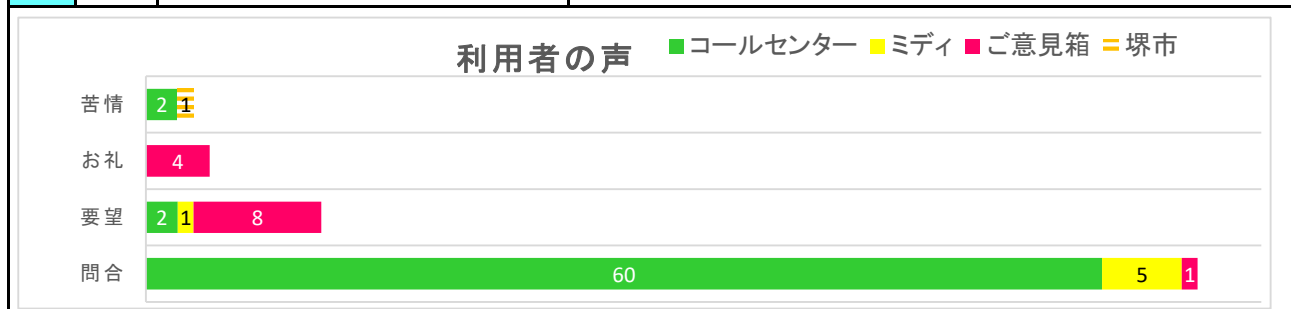 利用者の声
コールセンター ミディ ご意見箱 堺市
苦情 2 1
お礼 4
要望 2 1 8
問合 60 5 1